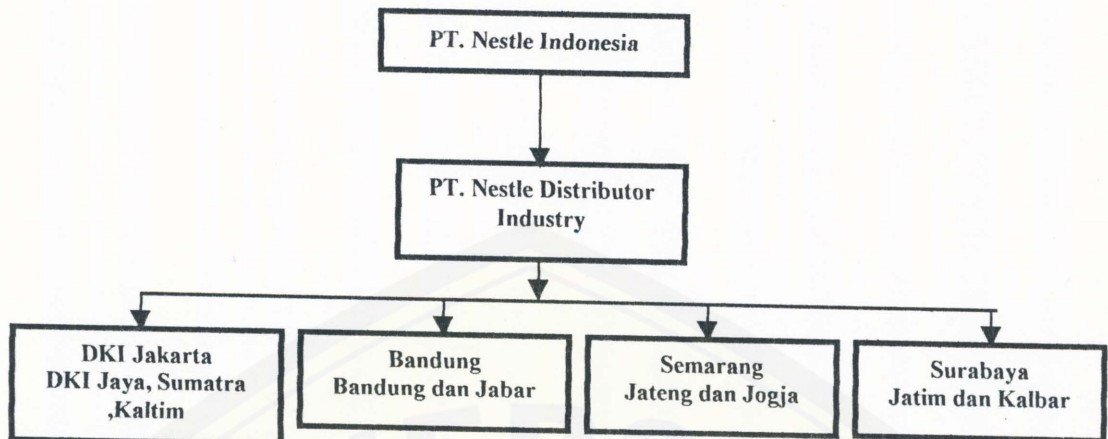 PT. Nestle Indonesia
PT. Nestle Distributor
Industry
DKI Jakarta
DKI Jaya, Sumatra
,Kaltim
Bandung
Bandung dan Jabar
Semarang
Jateng dan Jogja
Surabaya
Jatim dan Kalbar